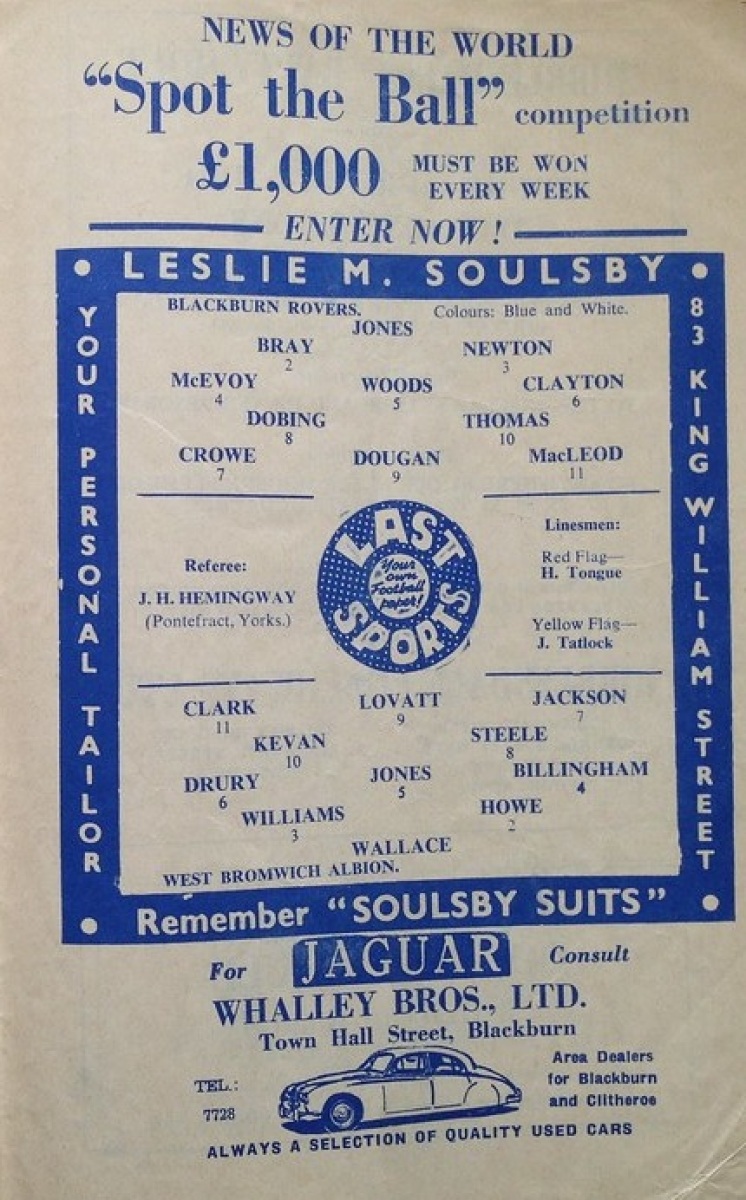 NEWS OF THE WORLD
“Spot the Ball” competition
£1,000 MUST BE WON
EVERY WEEK
ENTER NOW!
• LESLIE M. SOULSBY •
YOUR PERSONAL TAILOR
83 KING WILLIAM STREET
BLACKBURN ROVERS. Colours: Blue and White.
JONES
BRAY NEWTON
2 3
McEVOY WOODS CLAYTON
4 5 6
DOBING THOMAS
8 10
CROWE DOUGAN MacLEOD
7 9 11
Referee:
J. H. HEMINGWAY
(Pontefract, Yorks.)
LAST
Your
own
Football
paper!
SPORTS
Linesmen:
Red Flag—
H. Tongue
Yellow Flag—
J. Tatlock
CLARK LOVATT JACKSON
11 9 7
KEVAN STEELE
10 8
DRURY JONES BILLINGHAM
6 5 4
WILLIAMS HOWE
3 2
WALLACE
WEST BROMWICH ALBION.
• Remember “SOULSBY SUITS” •
For JAGUAR Consult
WHALLEY BROS., LTD.
Town Hall Street, Blackburn
TEL.:
7728
Area Dealers
for Blackburn
and Clitheroe
ALWAYS A SELECTION OF QUALITY USED CARS